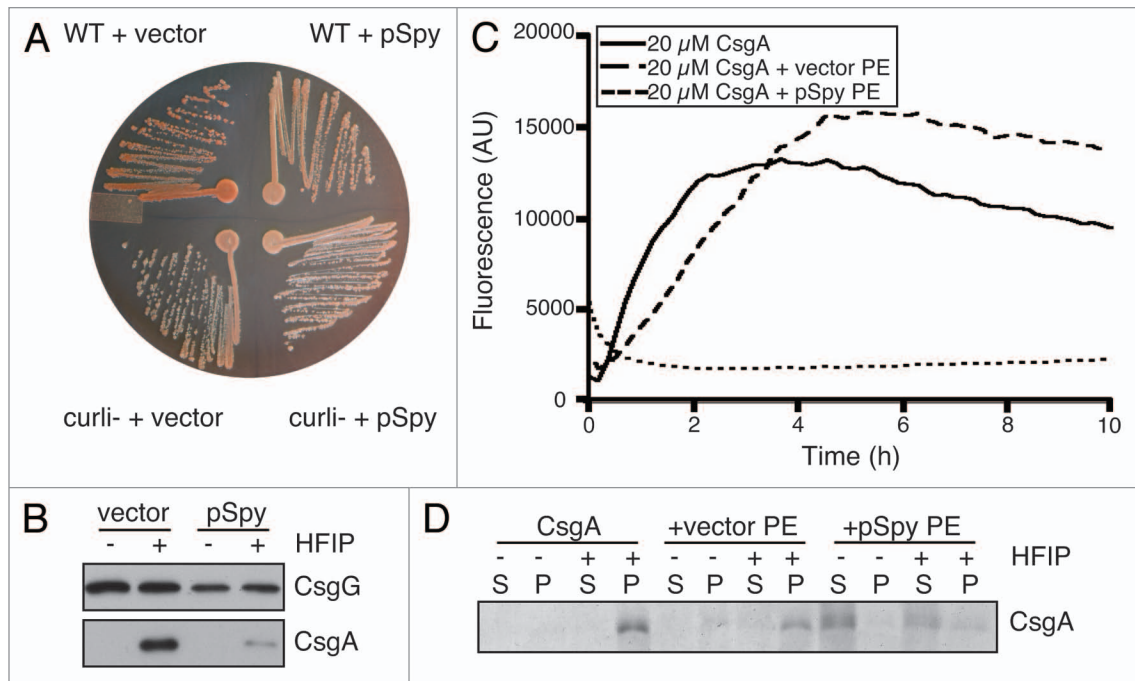 A
WT + vector
WT + pSpy
curli- + vector
curli- + pSpy
C
20000
15000
10000
5000
0
Fluorescence (AU)
20 µM CsgA
20 µM CsgA + vector PE
20 µM CsgA + pSpy PE
0 2 4 6 8 10
Time (h)
B
vector pSpy
- + - + HFIP
CsgG
CsgA
D
CsgA +vector PE +pSpy PE
- - + + - - + + - - + + HFIP
S P S P S P S P S P S P
CsgA